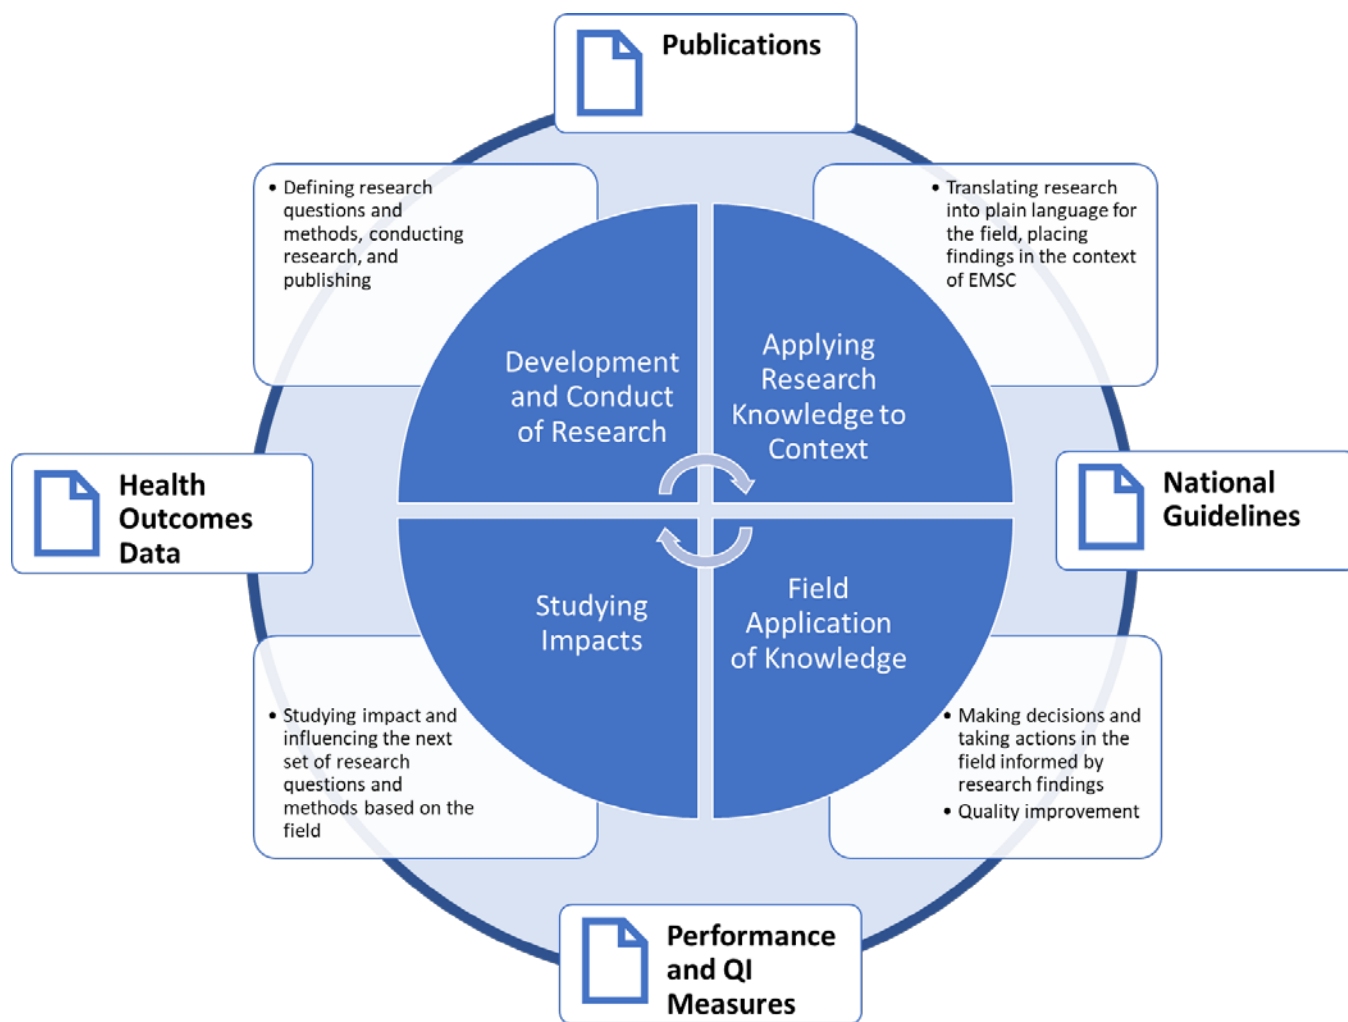 Publications
• Defining research
questions and
methods, conducting
research, and
publishing
• Translating research
into plain language for
the field, placing
findings in the context
of EMSC
Development
and Conduct
of Research
Applying
Research
Knowledge to
Context
Health
Outcomes
Data
National
Guidelines
Studying
Impacts
Field
Application
of Knowledge
• Studying impact and
influencing the next
set of research
questions and
methods based on the
field
• Making decisions and
taking actions in the
field informed by
research findings
• Quality improvement
Performance
and QI
Measures